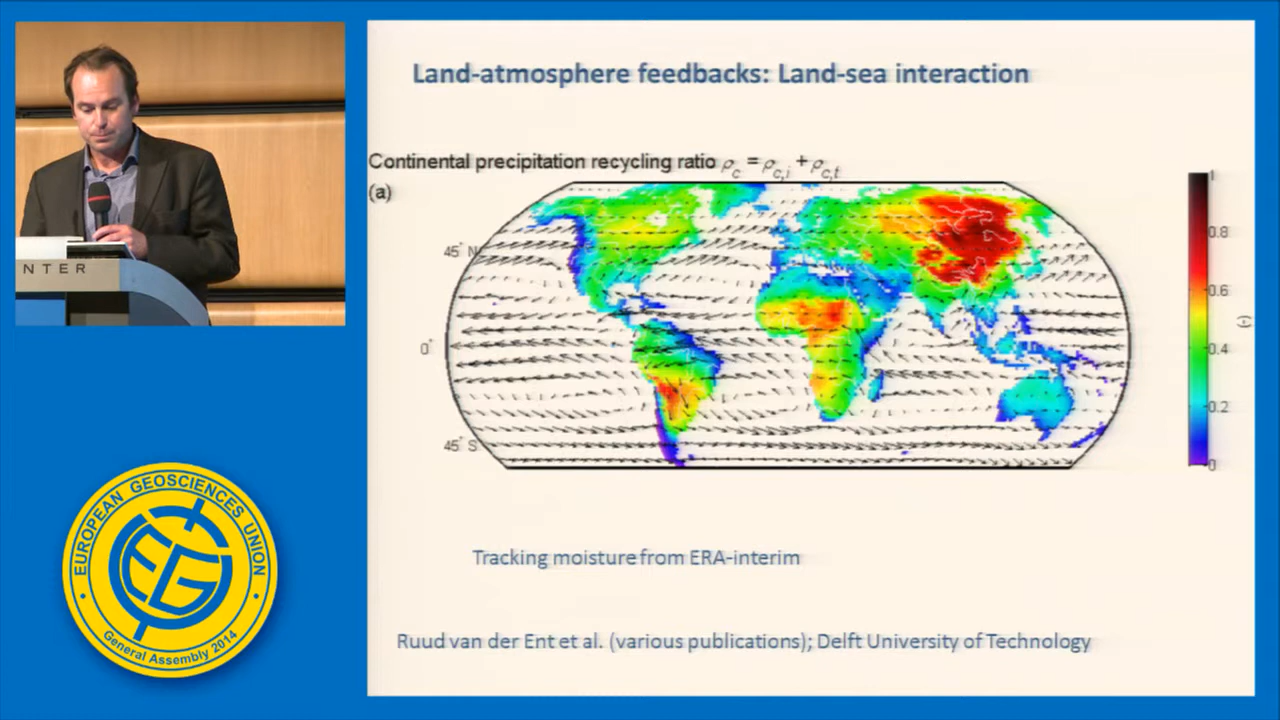 Land-atmosphere feedbacks: Land-sea interaction
Continental precipitation recycling ratio ρc = ρc,i + ρc,t
(a)
45° N
0°
45° S
1
0.8
0.6
0.4
0.2
0
(-)
Tracking moisture from ERA-interim
Ruud van der Ent et al. (various publications); Delft University of Technology
NTER
EUROPEAN GEOSCIENCES UNION
EGU
General Assembly 2014